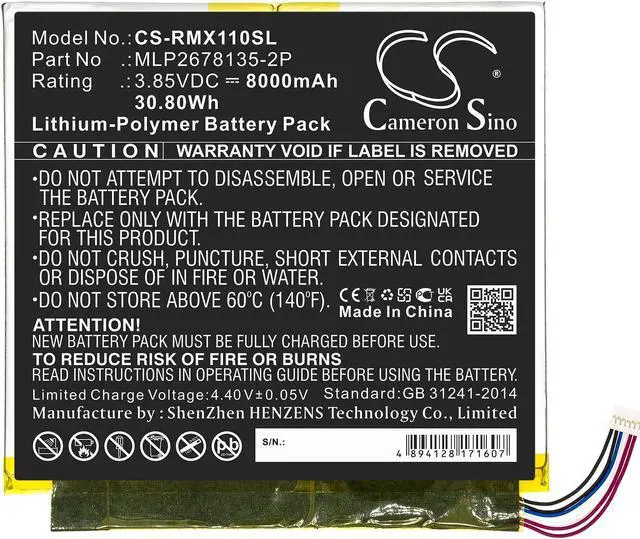 Model No.:CS-RMX110SL
Part No .:MLP2678135-2P
Rating .:3.85VDC ⎓ 8000mAh
30.80Wh
Lithium-Polymer Battery Pack
®
Cameron Sino
CAUTION WARRANTY VOID IF LABEL IS REMOVED
•DO NOT ATTEMPT TO DISASSEMBLE, OPEN OR SERVICE
THE BATTERY PACK.
•REPLACE ONLY WITH THE BATTERY PACK DESIGNATED
FOR THIS PRODUCT.
•DO NOT CRUSH, PUNCTURE, SHORT EXTERNAL CONTACTS
OR DISPOSE OF IN FIRE OR WATER.
•DO NOT STORE ABOVE 60°C (140°F).
CE UK CA
Made In China
ATTENTION!
NEW BATTERY PACK MUST BE FULLY CHARGED BEFORE USE.
TO REDUCE RISK OF FIRE OR BURNS
READ INSTRUCTIONS IN OPERATING GUIDE BEFORE USING BATTERY.
Limited Charge Voltage:4.40V±0.05V Standard:GB 31241-2014
Manufacture by : ShenZhen HENZENS Technology Co., Limited
pb
S/N.:
4 894128 171607